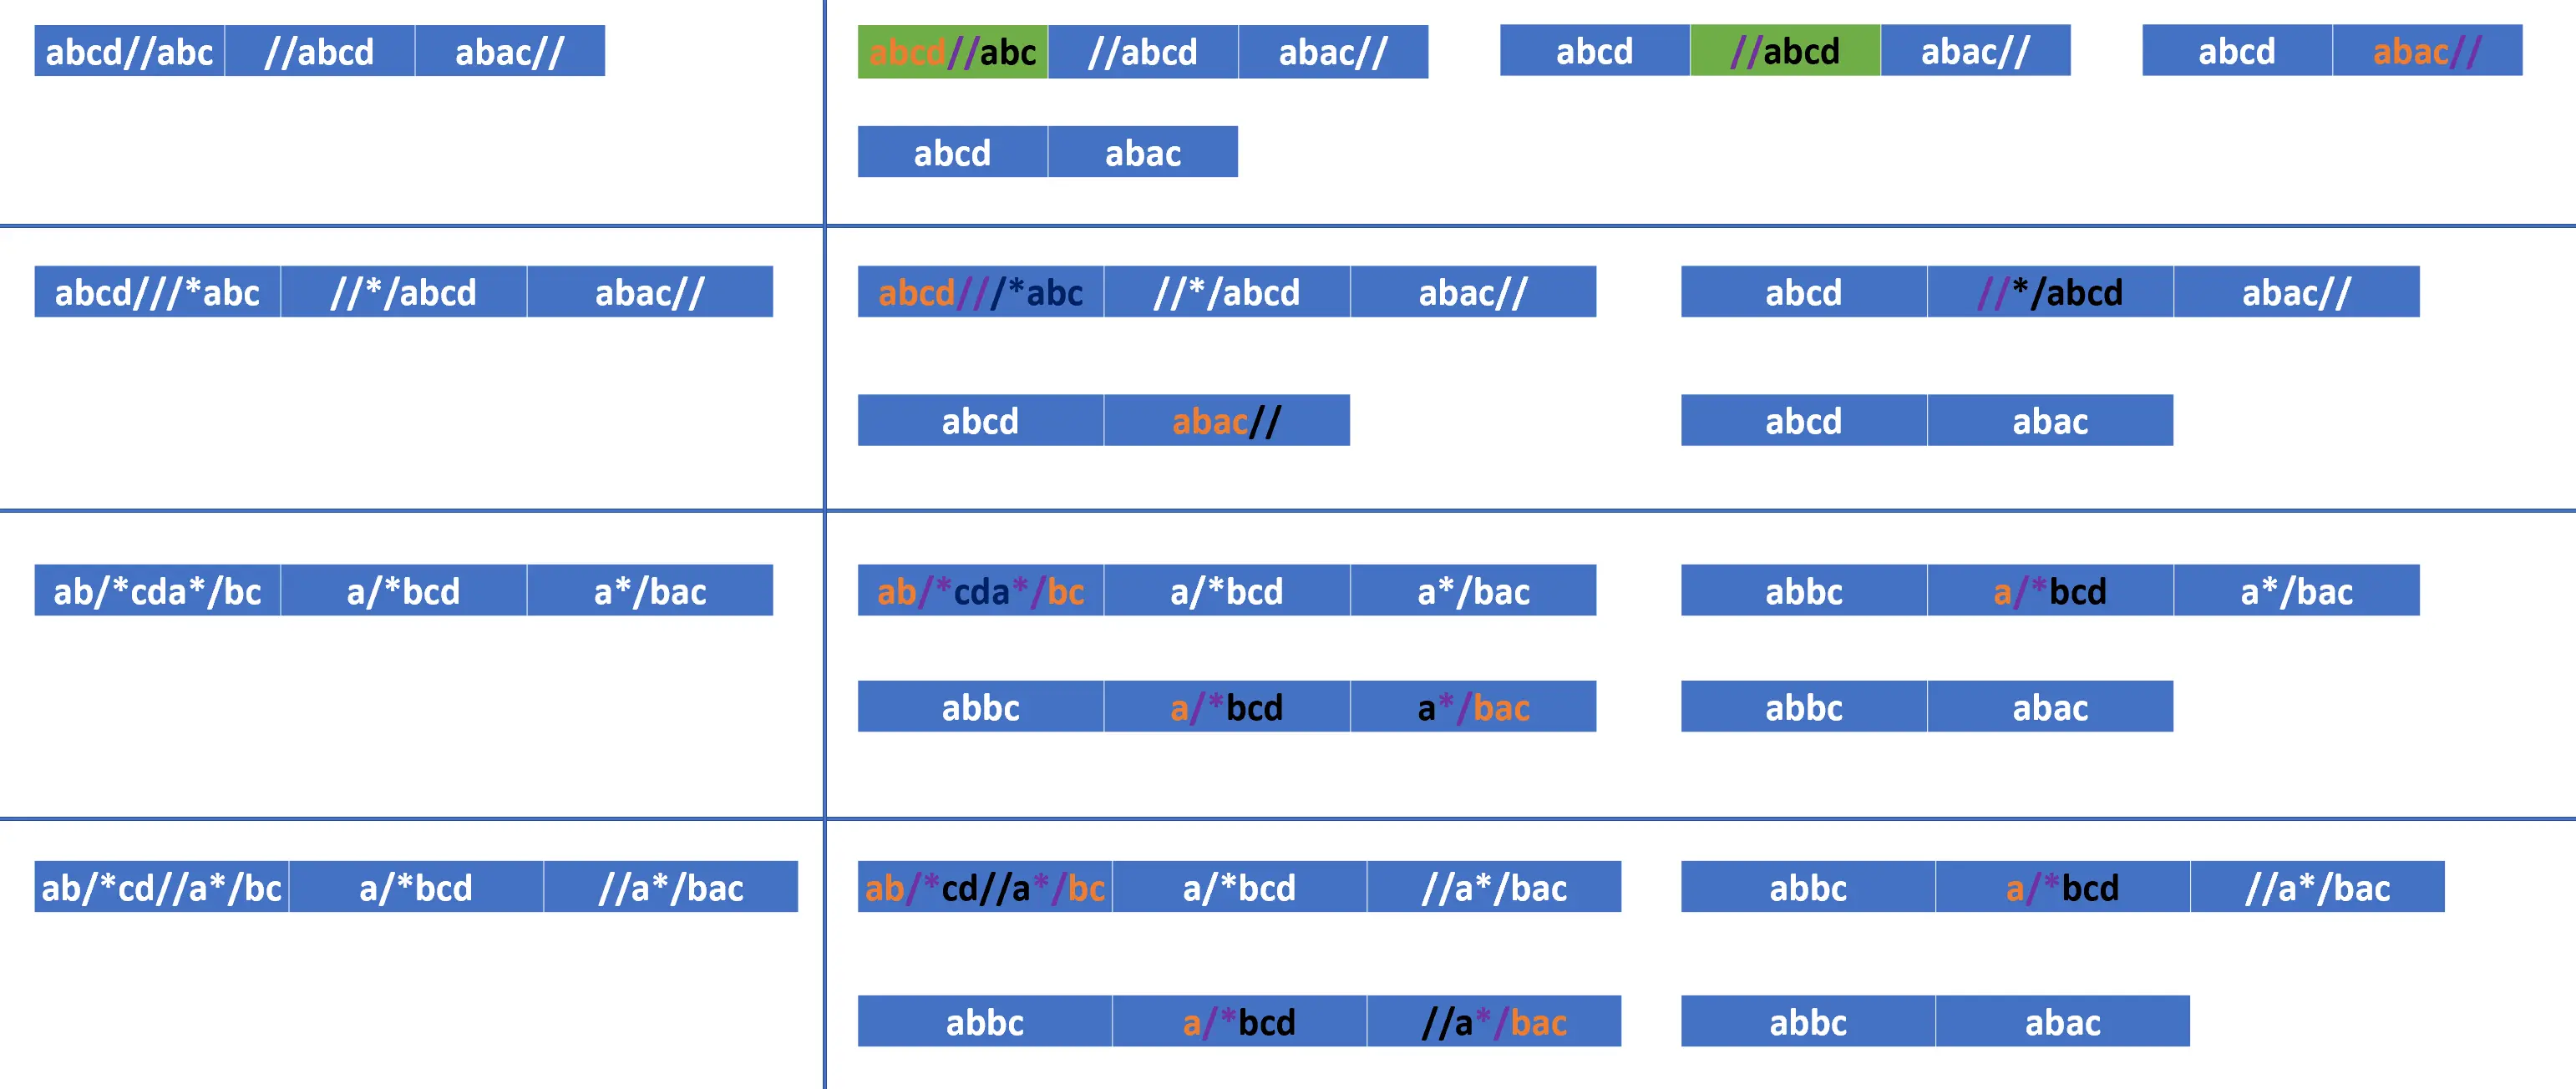 abcd//abc //abcd abac// abcd//abc //abcd abac// abcd //abcd abac// abcd abac//
abcd abac
abcd///*abc //*/abcd abac// abcd///*abc //*/abcd abac// abcd //*/abcd abac//
abcd abac// abcd abac
ab/*cda*/bc a/*bcd a*/bac ab/*cda*/bc a/*bcd a*/bac abbc a/*bcd a*/bac
abbc a/*bcd a*/bac abbc abac
ab/*cd//a*/bc a/*bcd //a*/bac ab/*cd//a*/bc a/*bcd //a*/bac abbc a/*bcd //a*/bac
abbc a/*bcd //a*/bac abbc abac